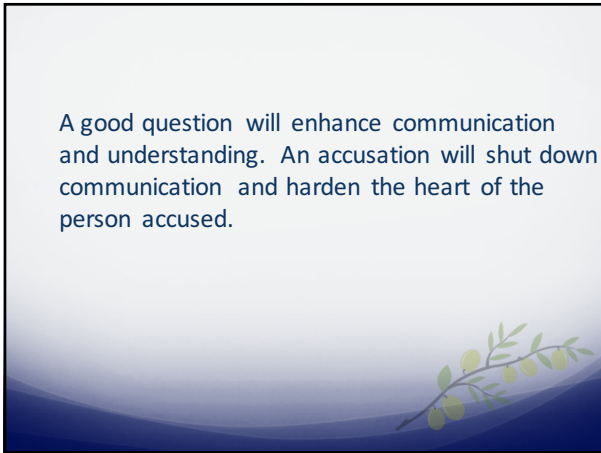 A good question will enhance communication
and understanding. An accusation will shut down
communication and harden the heart of the
person accused.